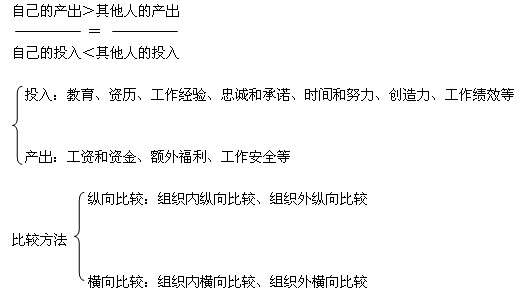 自己的产出＞其他人的产出
＝
自己的投入＜其他人的投入
投入：教育、资历、工作经验、忠诚和承诺、时间和努力、创造力、工作绩效等
产出：工资和资金、额外福利、工作安全等
纵向比较：组织内纵向比较、组织外纵向比较
比较方法
横向比较：组织内横向比较、组织外横向比较